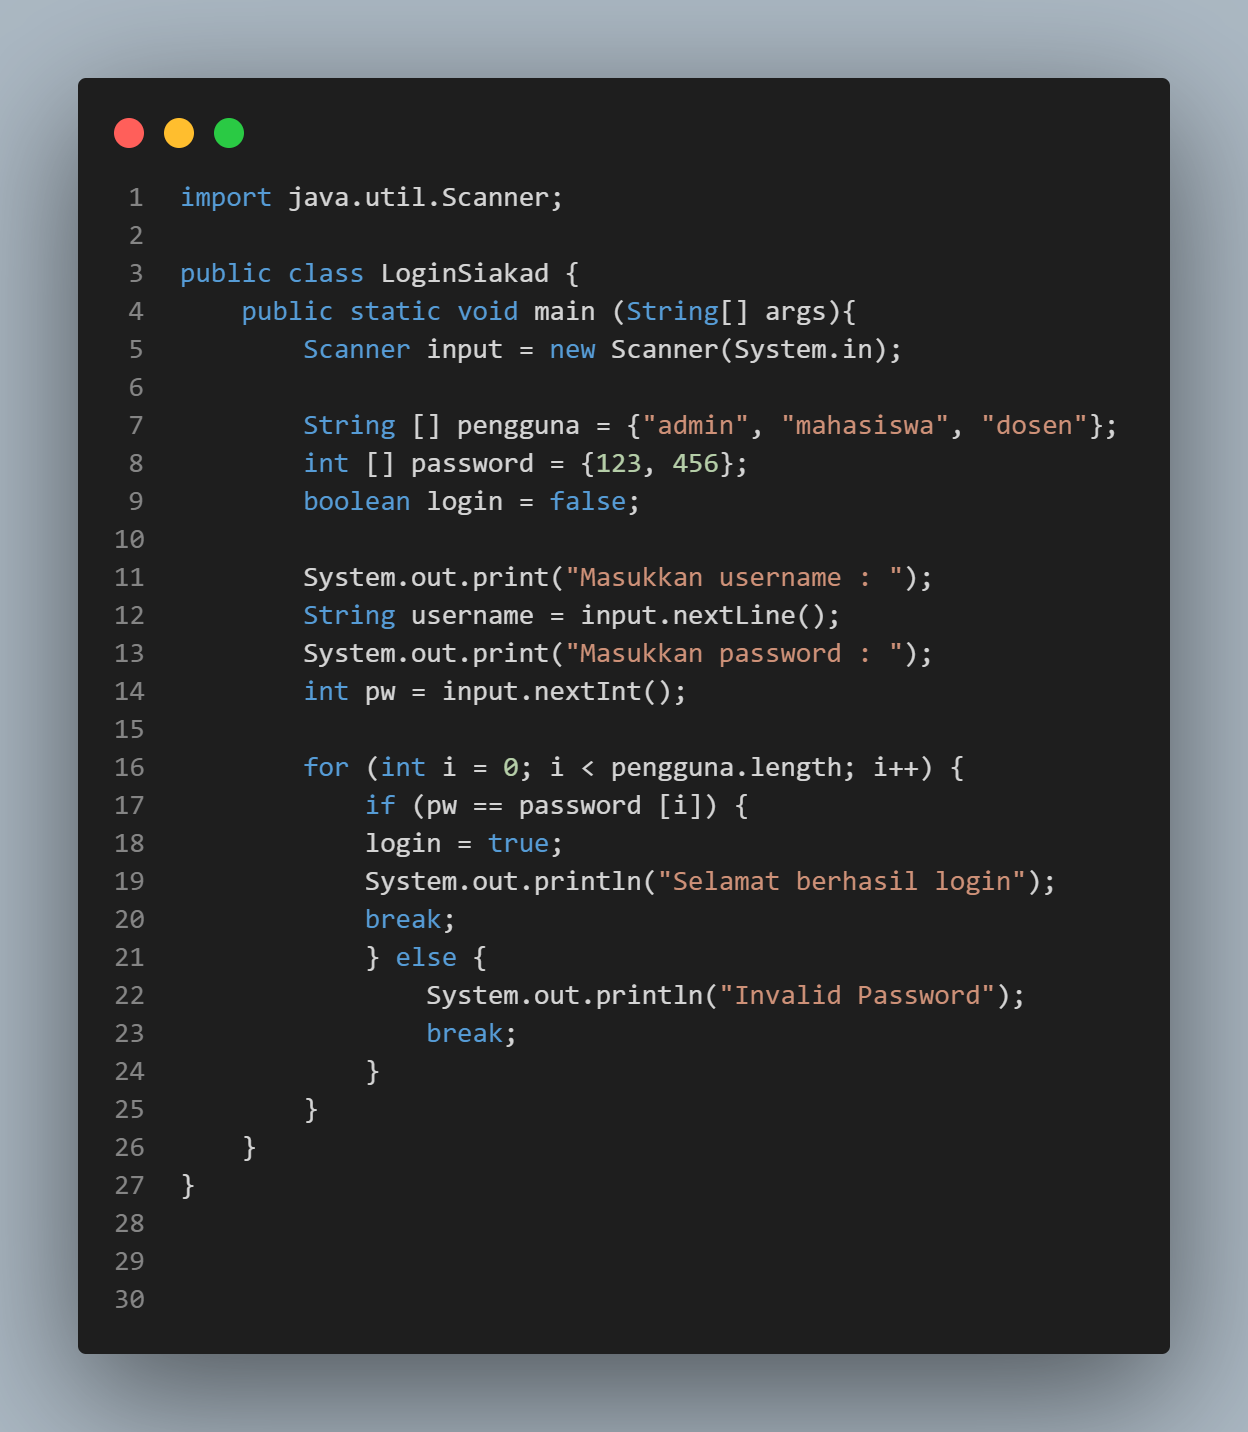 1 import java.util.Scanner;
2
3 public class LoginSiakad {
4     public static void main (String[] args){
5         Scanner input = new Scanner(System.in);
6
7         String [] pengguna = {"admin", "mahasiswa", "dosen"};
8         int [] password = {123, 456};
9         boolean login = false;
10
11         System.out.print("Masukkan username : ");
12         String username = input.nextLine();
13         System.out.print("Masukkan password : ");
14         int pw = input.nextInt();
15
16         for (int i = 0; i < pengguna.length; i++) {
17             if (pw == password [i]) {
18             login = true;
19             System.out.println("Selamat berhasil login");
20             break;
21             } else {
22                 System.out.println("Invalid Password");
23                 break;
24             }
25         }
26     }
27 }
28
29
30